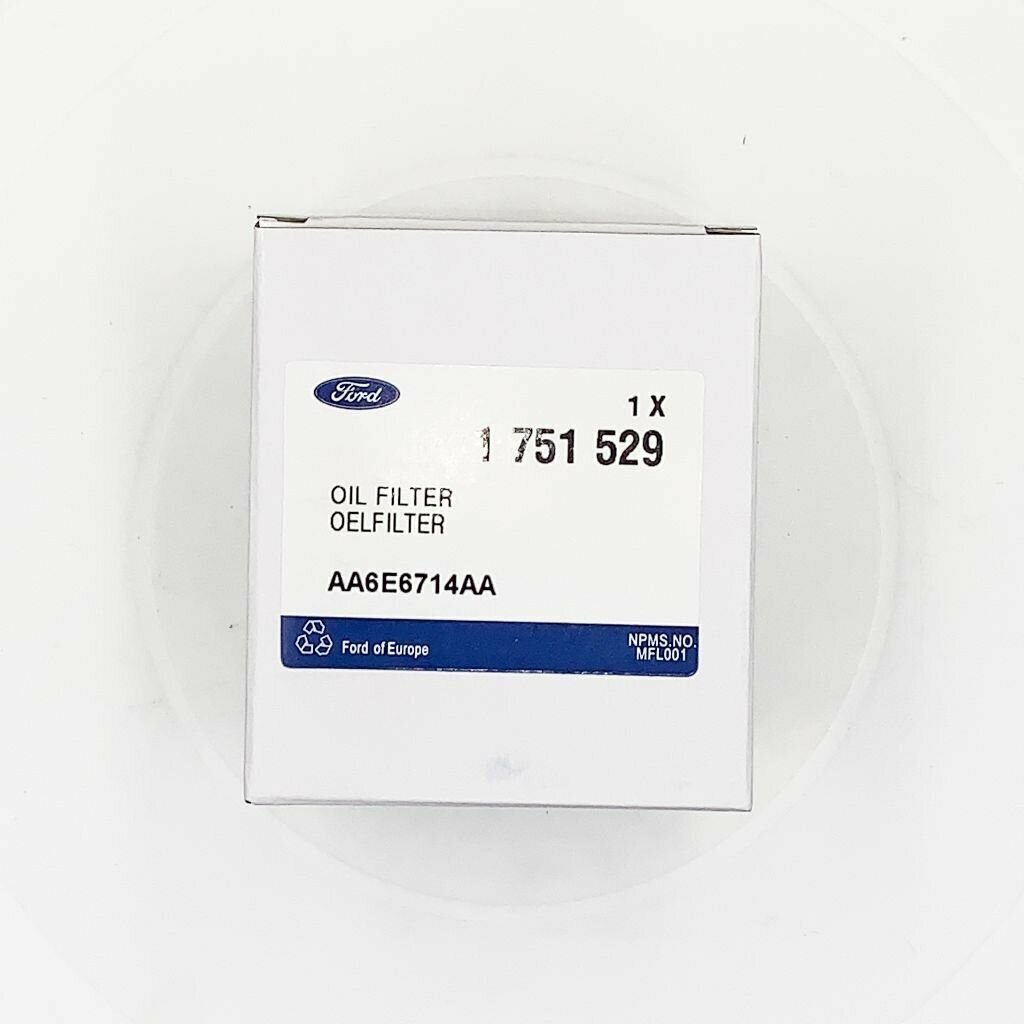 Ford
1 X
1 751 529
OIL FILTER
OELFILTER
AA6E6714AA
Ford of Europe
NPMS.NO.
MFL001